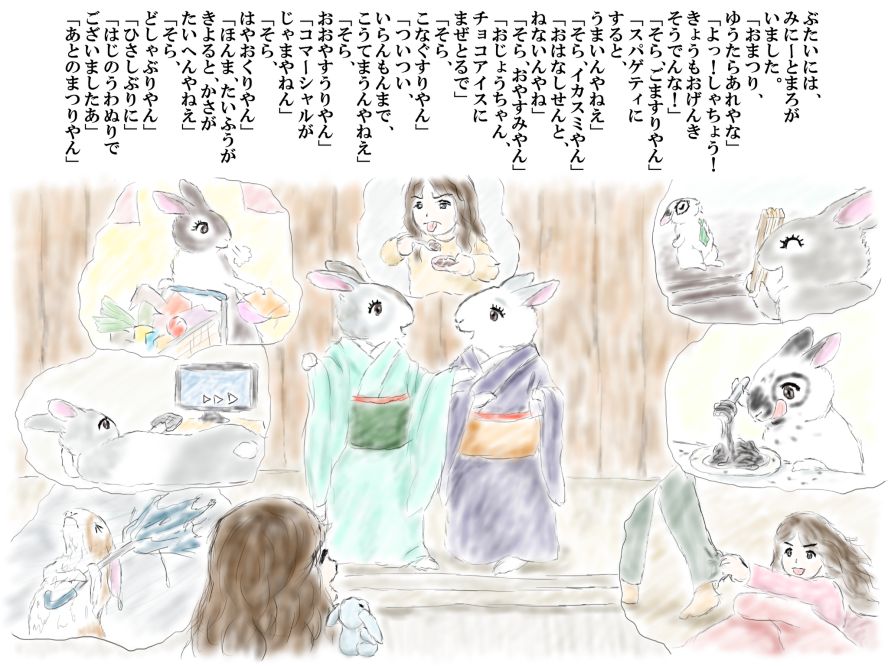 ぶたいには、
みに～とまろが
いました。
「おまつり、
ゆうたらあれやな」
「よっ！しゃちょう！
きょうもおげんき
そうでんな！」
「そら、ごますりやん」
「スパゲティに
すると、
うまいんやねえ」
「そら、イカスミやん」
「おはなしせんと、
ねないんやね」
「そら、おやすみやん」
「おじょうちゃん、
チョコアイスに
まぜとるで」
「そら、
こなぐすりやん」
「ついつい、
いらんもんまで、
こうてまうんやねえ」
「そら、
おおやすうりやん」
「コマーシャルが
じゃまやねん」
「そら、
はやおくりやん」
「ほんま、たいふうが
きよると、かさが
たいへんやねえ」
「そら、
どしゃぶりやん」
「ひさしぶりに」
「はじのうわぬりで
ございましたあ」
「あとのまつりやん」